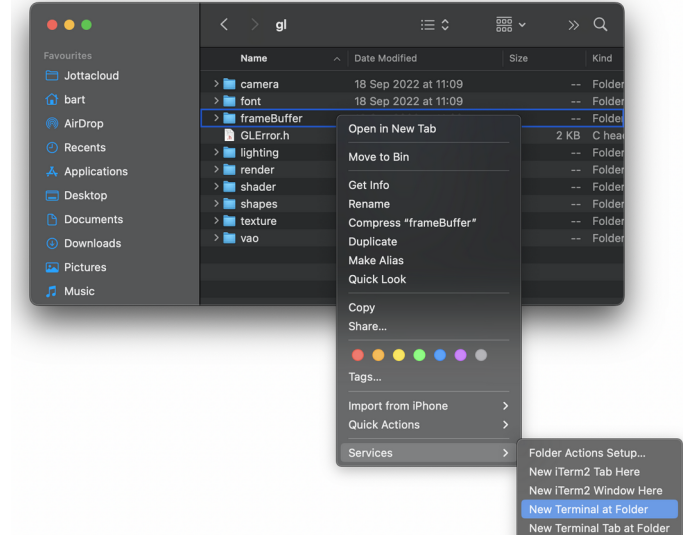 gl
Favourites
Jottacloud
bart
AirDrop
Recents
Applications
Desktop
Documents
Downloads
Pictures
Music
Name Date Modified Size Kind
camera 18 Sep 2022 at 11:09 -- Folder
font 18 Sep 2022 at 11:09 -- Folder
frameBuffer -- Folder
GLError.h 2 KB C hea
lighting -- Folder
render -- Folder
shader -- Folder
shapes -- Folder
texture -- Folder
vao -- Folder
Open in New Tab
Move to Bin
Get Info
Rename
Compress “frameBuffer”
Duplicate
Make Alias
Quick Look
Copy
Share...
Tags...
Import from iPhone
Quick Actions
Services
Folder Actions Setup...
New iTerm2 Tab Here
New iTerm2 Window Here
New Terminal at Folder
New Terminal Tab at Folder